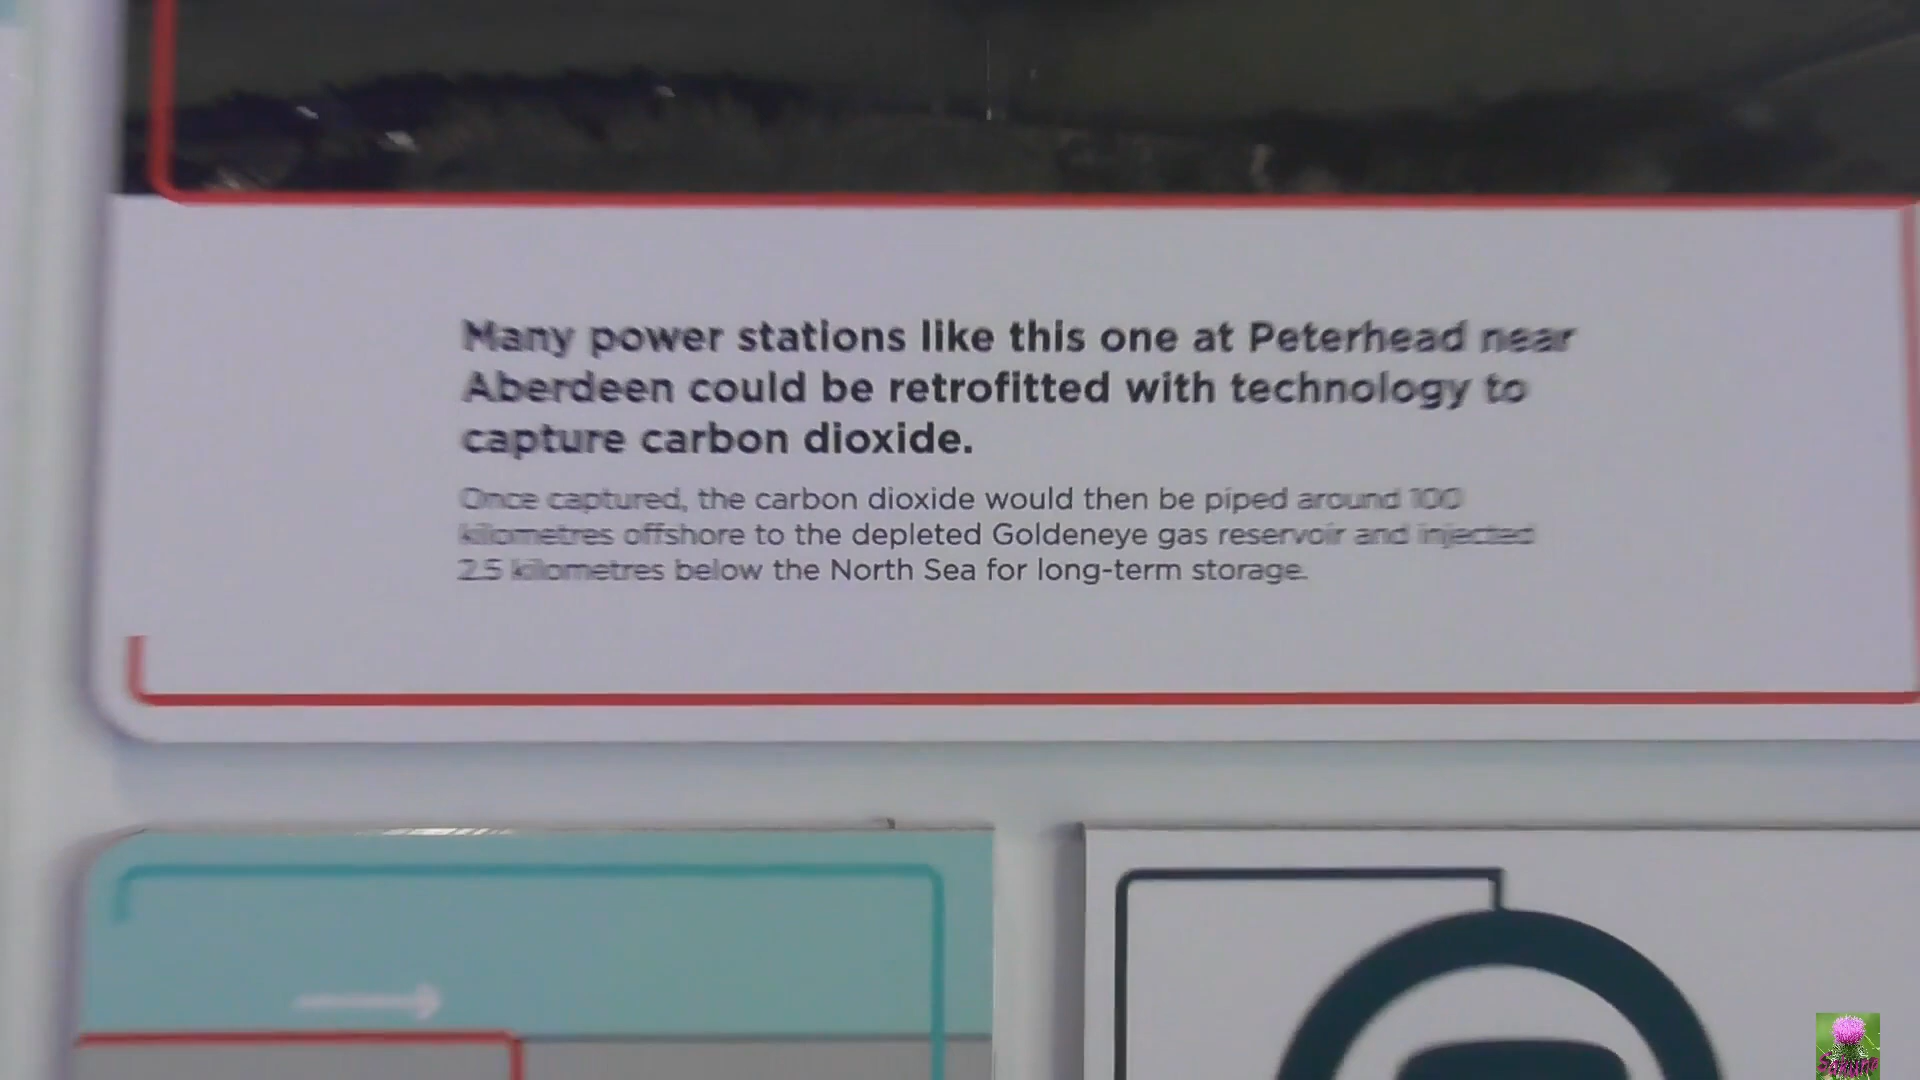 Many power stations like this one at Peterhead near
Aberdeen could be retrofitted with technology to
capture carbon dioxide.
Once captured, the carbon dioxide would then be piped around 100
kilometres offshore to the depleted Goldeneye gas reservoir and injected
2.5 kilometres below the North Sea for long-term storage.
Sakura